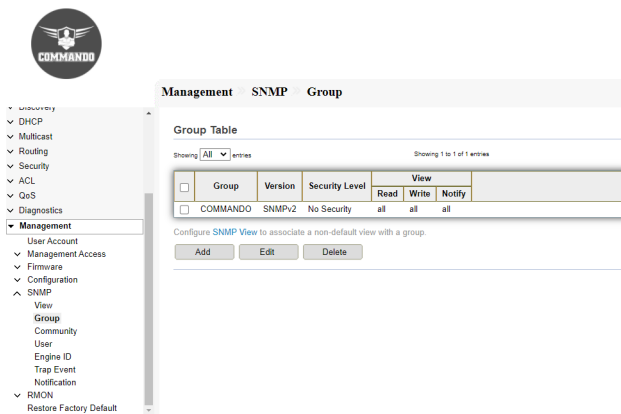 COMMANDO
Management » SNMP » Group
Discovery
DHCP
Multicast
Routing
Security
ACL
QoS
Diagnostics
Management
User Account
Management Access
Firmware
Configuration
SNMP
View
Group
Community
User
Engine ID
Trap Event
Notification
RMON
Restore Factory Default
Group Table
Showing All entries
Showing 1 to 1 of 1 entries
Group Version Security Level View
Read Write Notify
COMMANDO SNMPv2 No Security all all all
Configure SNMP View to associate a non-default view with a group.
Add Edit Delete